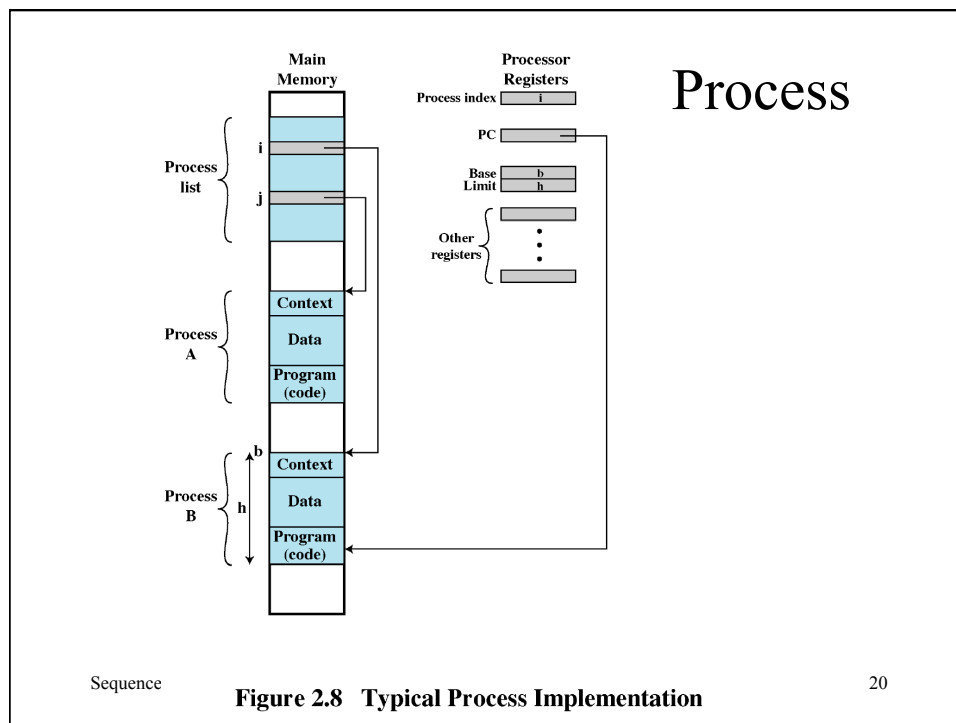 Process
Main
Memory
Process
list
i
j
Process
A
Context
Data
Program
(code)
Process
B
b
h
Context
Data
Program
(code)
Processor
Registers
Process index
i
PC
Base
b
Limit
h
Other
registers
Sequence
Figure 2.8 Typical Process Implementation
20